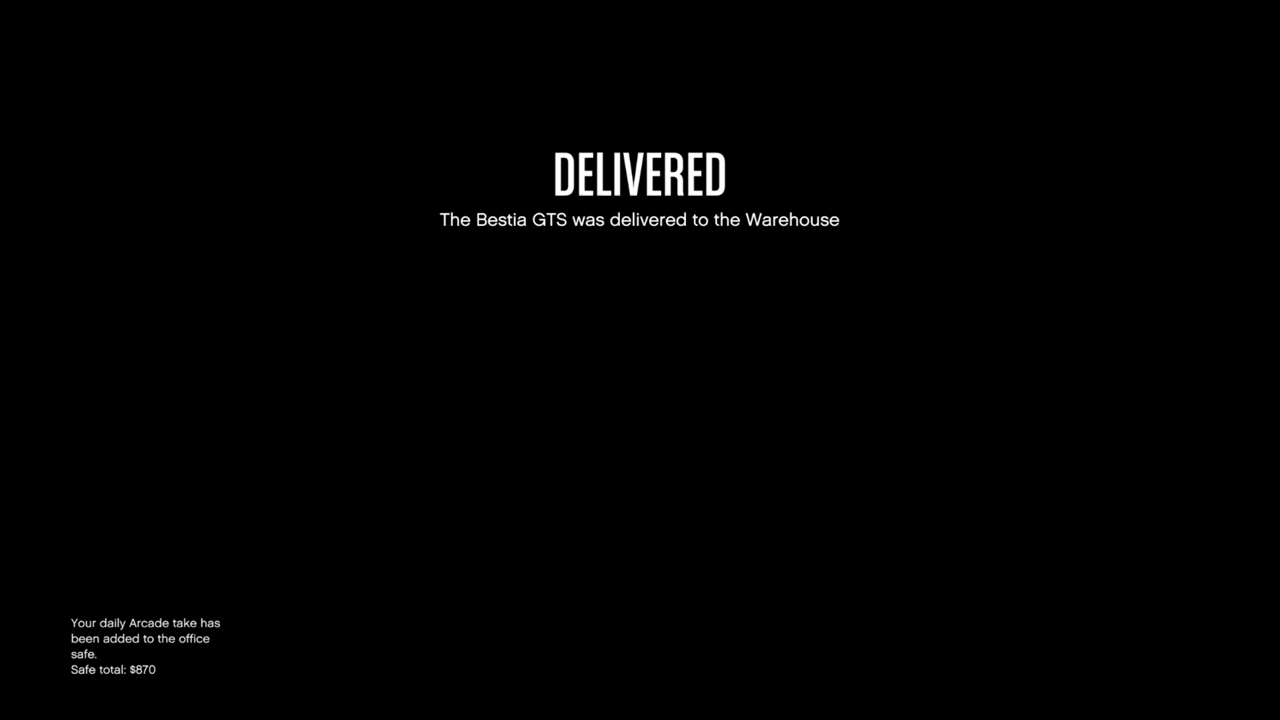 DELIVERED
The Bestia GTS was delivered to the Warehouse
Your daily Arcade take has
been added to the office
safe.
Safe total: $870